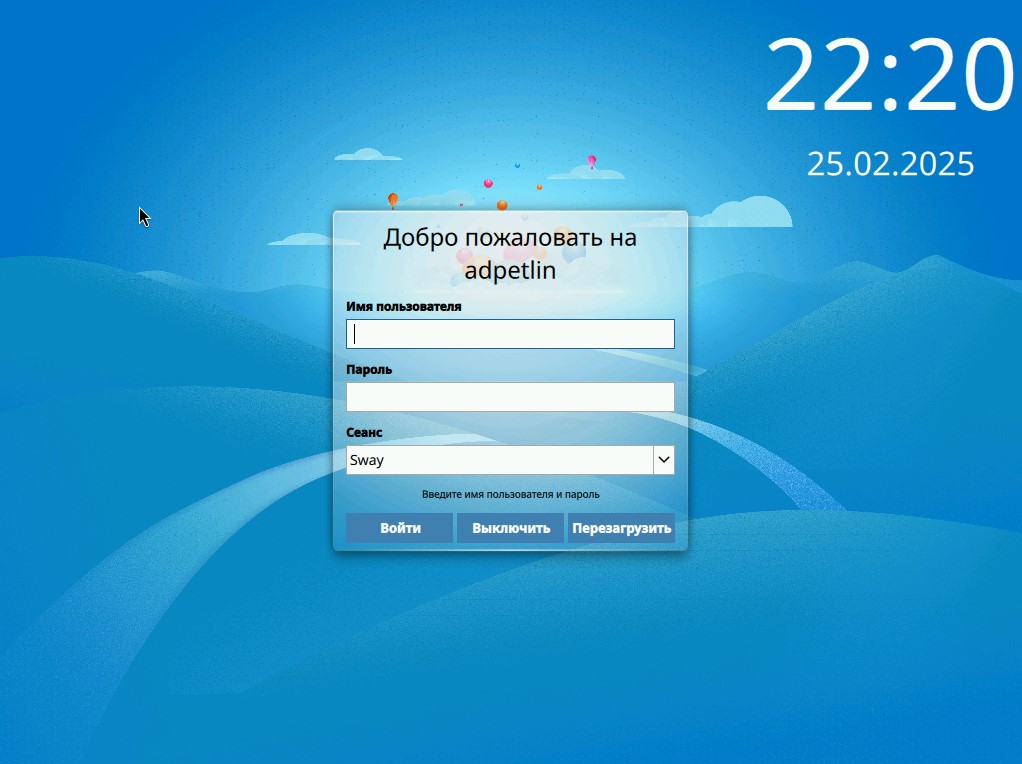 22:20
25.02.2025
Добро пожаловать на
adpetlin
Имя пользователя
Пароль
Сеанс
Sway
Введите имя пользователя и пароль
Войти Выключить Перезагрузить